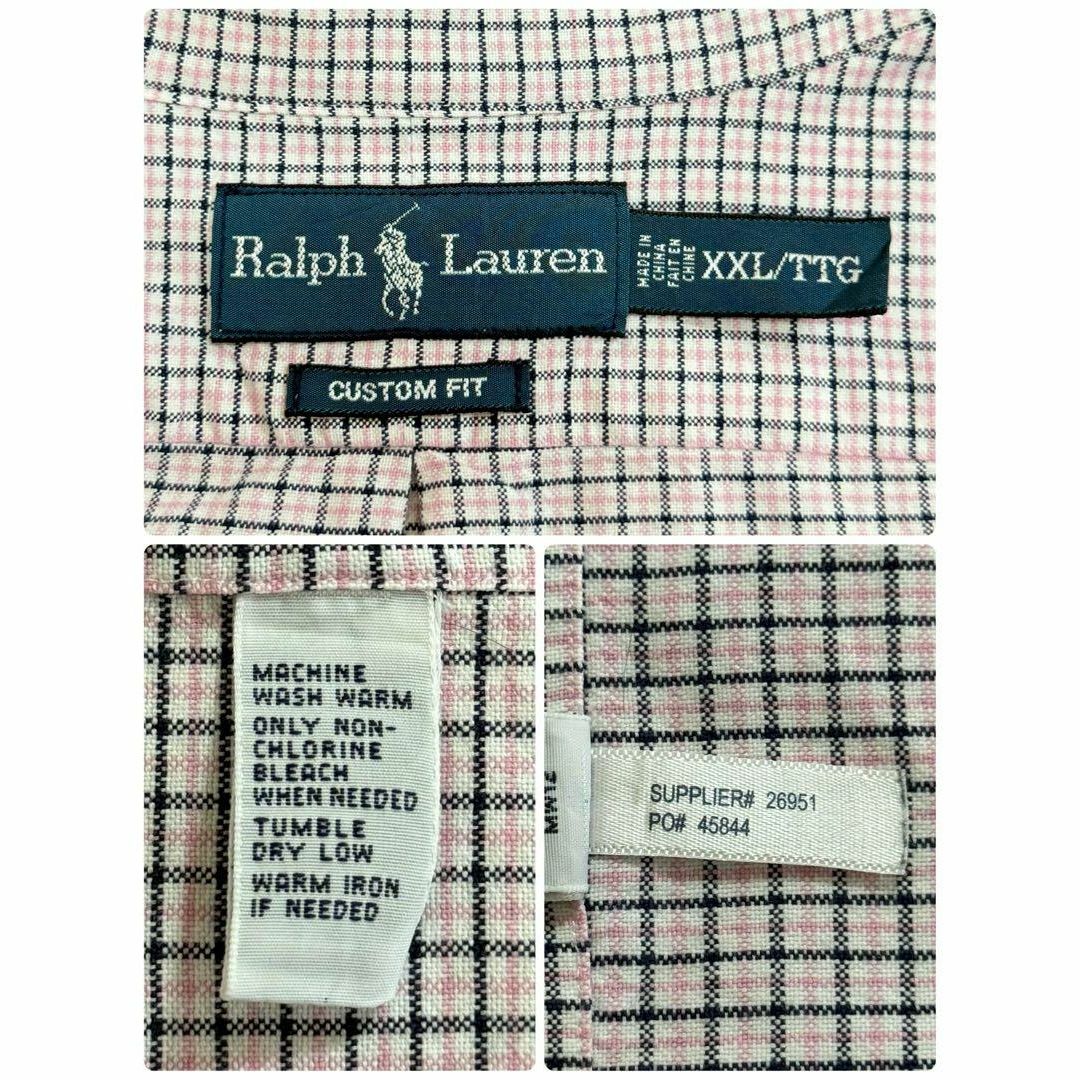 Ralph Lauren
MADE IN
CHINA
FAIT EN
CHINE
XXL/TTG
CUSTOM FIT
MACHINE
WASH WARM
ONLY NON-
CHLORINE
BLEACH
WHEN NEEDED
TUMBLE
DRY LOW
WARM IRON
IF NEEDED
SUPPLIER# 26951
PO# 45844